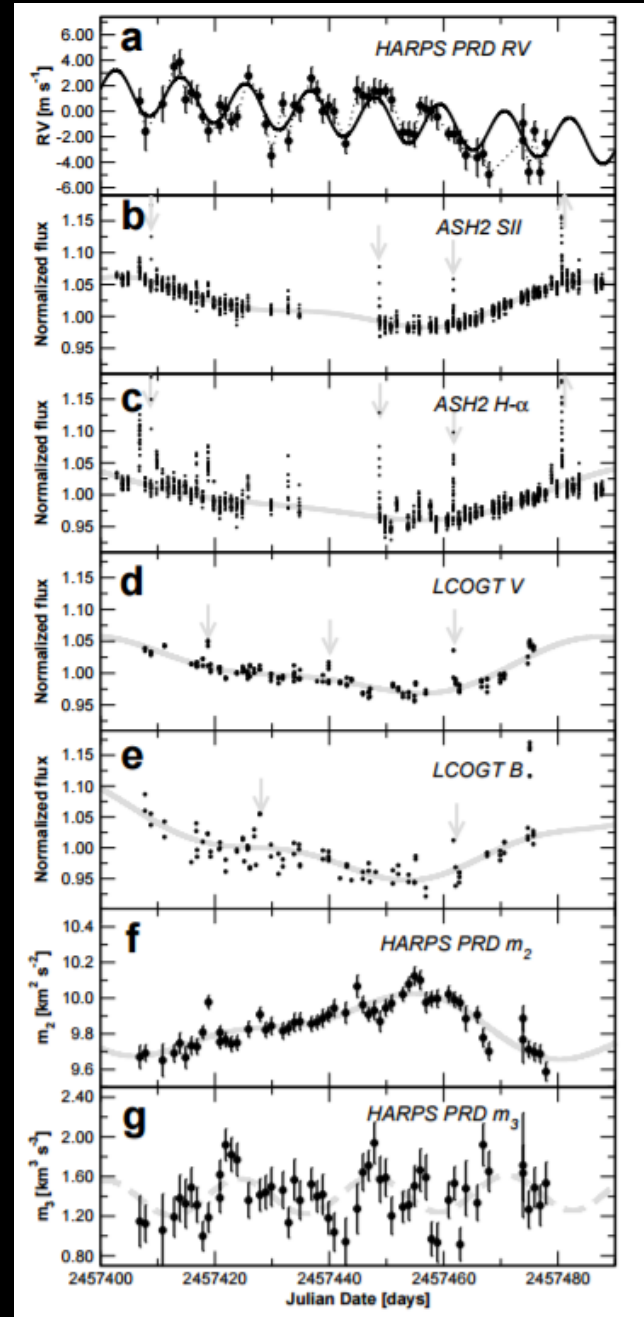 a
HARPS PRD RV
6.00
4.00
2.00
0.00
-2.00
-4.00
-6.00
RV [m s⁻¹]
b
ASH2 SII
1.15
1.10
1.05
1.00
0.95
Normalized flux
c
ASH2 H-α
1.15
1.10
1.05
1.00
0.95
Normalized flux
d
LCOGT V
1.15
1.10
1.05
1.00
0.95
Normalized flux
e
LCOGT B
1.15
1.10
1.05
1.00
0.95
Normalized flux
f
HARPS PRD m₂
10.4
10.2
10.0
9.8
9.6
m₂ [km² s⁻²]
g
HARPS PRD m₃
2.40
2.00
1.60
1.20
0.80
m₃ [km³ s⁻³]
2457400 2457420 2457440 2457460 2457480
Julian Date [days]